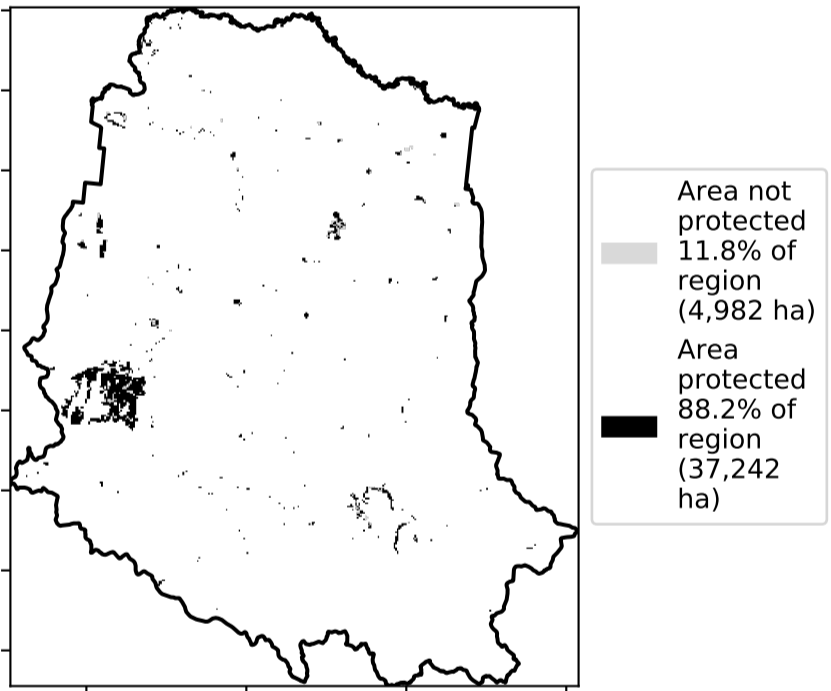 Area not
protected
11.8% of
region
(4,982 ha)
Area
protected
88.2% of
region
(37,242
ha)